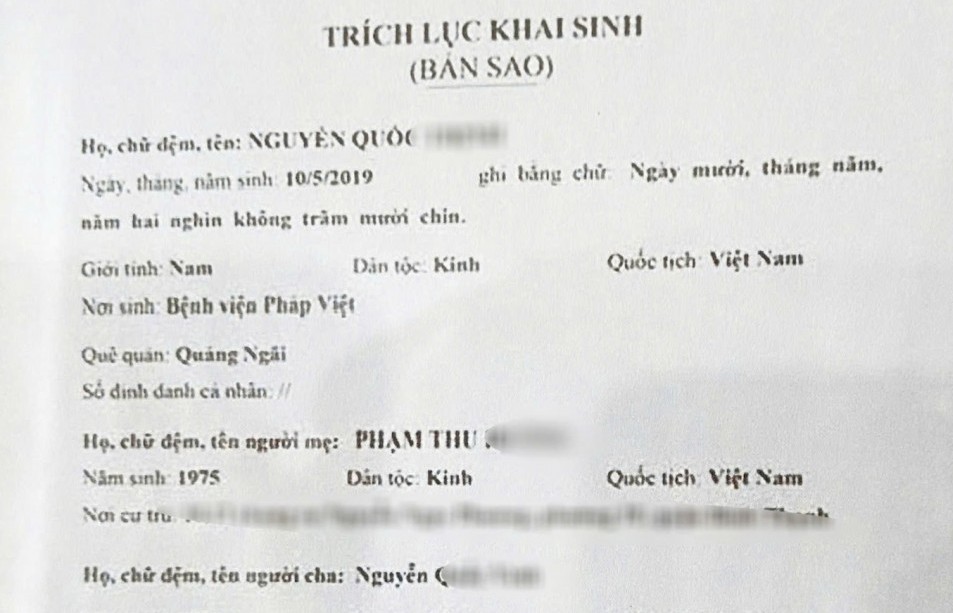 TRÍCH LỤC KHAI SINH
(BẢN SAO)
Họ, chữ đệm, tên: NGUYỄN QUỐC
Ngày, tháng, năm sinh: 10/5/2019 ghi bằng chữ: Ngày mười, tháng năm,
năm hai nghìn không trăm mười chín.
Giới tính: Nam Dân tộc: Kinh Quốc tịch: Việt Nam
Nơi sinh: Bệnh viện Pháp Việt
Quê quán: Quảng Ngãi
Số định danh cá nhân: //
Họ, chữ đệm, tên người mẹ: PHẠM THU
Năm sinh: 1975 Dân tộc: Kinh Quốc tịch: Việt Nam
Nơi cư trú:
Họ, chữ đệm, tên người cha: Nguyễn